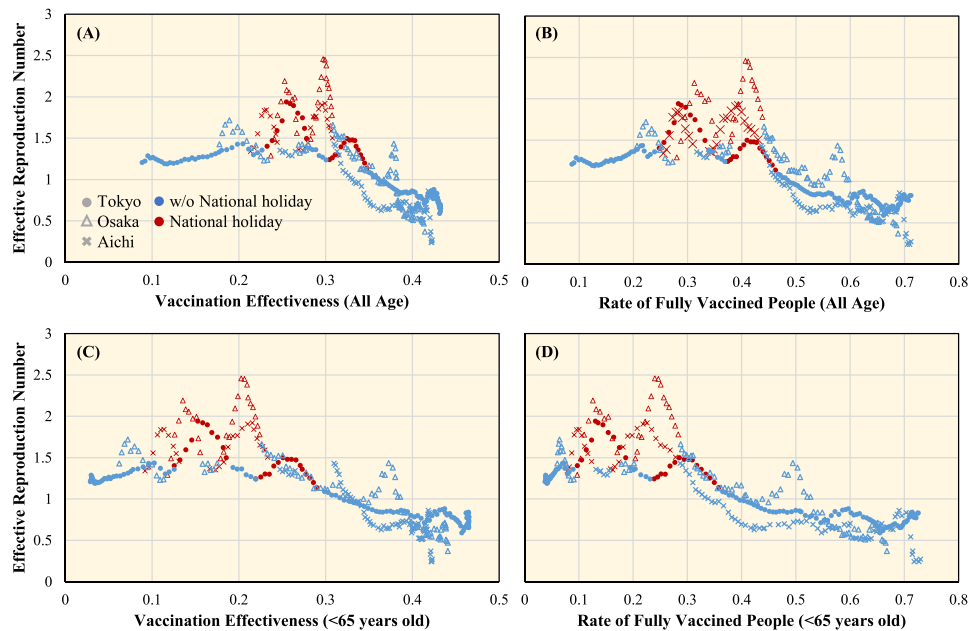 (A)
(B)
Effective Reproduction Number
3
2.5
2
1.5
1
0.5
0
Tokyo
w/o National holiday
Osaka
National holiday
Aichi
0 0.1 0.2 0.3 0.4 0.5
0 0.1 0.2 0.3 0.4 0.5 0.6 0.7 0.8
Vaccination Effectiveness (All Age)
Rate of Fully Vaccined People (All Age)
(C)
(D)
Effective Reproduction Number
3
2.5
2
1.5
1
0.5
0
0 0.1 0.2 0.3 0.4 0.5
0 0.1 0.2 0.3 0.4 0.5 0.6 0.7 0.8
Vaccination Effectiveness (<65 years old)
Rate of Fully Vaccined People (<65 years old)